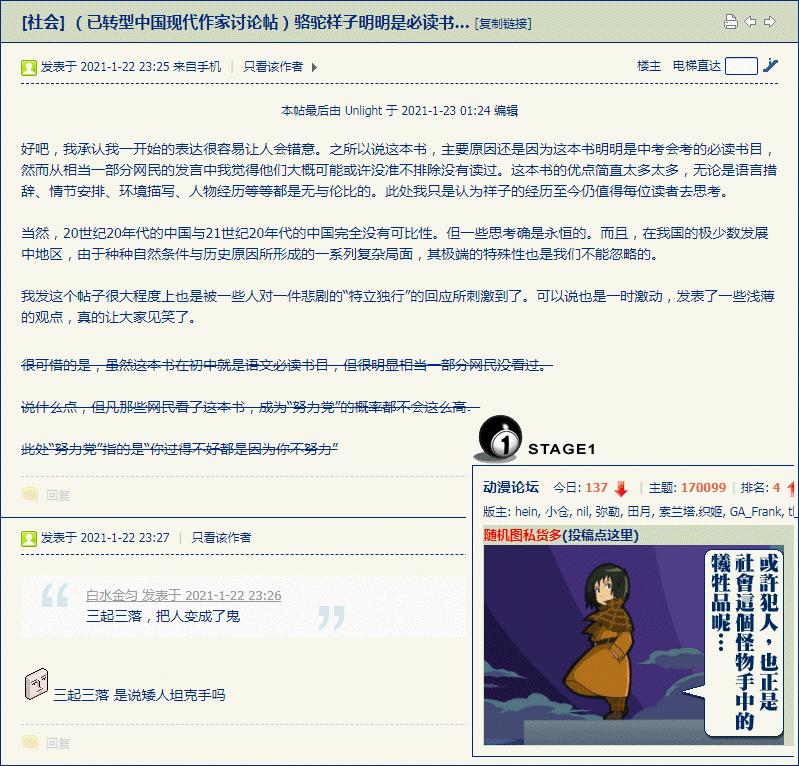 [社会] （已转型中国现代作家讨论帖）骆驼祥子明明是必读书... [复制链接]
发表于 2021-1-22 23:25 来自手机 | 只看该作者 楼主 电梯直达
本帖最后由 Unlight 于 2021-1-23 01:24 编辑
好吧，我承认我一开始的表达很容易让人会错意。之所以说这本书，主要原因还是因为这本书明明是中考会考的必读书目，
然而从相当一部分网民的发言中我觉得他们大概可能或许没准不排除没有读过。这本书的优点简直太多太多，无论是语言措
辞、情节安排、环境描写、人物经历等等都是无与伦比的。此处我只是认为祥子的经历至今仍值得每位读者去思考。
当然，20世纪20年代的中国与21世纪20年代的中国完全没有可比性。但一些思考确是永恒的。而且，在我国的极少数发展
中地区，由于种种自然条件与历史原因所形成的一系列复杂局面，其极端的特殊性也是我们不能忽略的。
我发这个帖子很大程度上也是被一些人对一件悲剧的“特立独行”的回应所刺激到了。可以说也是一时激动，发表了一些浅薄
的观点，真的让大家见笑了。
很可惜的是，虽然这本书在初中就是语文必读书目，但很明显相当一部分网民没看过。
说什么点，但凡那些网民看了这本书，成为“努力党”的概率都不会这么高.
此处“努力党”指的是“你过得不好都是因为你不努力”
回复
发表于 2021-1-22 23:27 | 只看该作者
白水金匀 发表于 2021-1-22 23:26
三起三落，把人变成了鬼
三起三落 是说矮人坦克手吗
回复
1 STAGE1
动漫论坛 今日: 137 | 主题: 170099 | 排名: 4
版主: hein, 小仓, nil, 弥勒, 田月, 索兰塔.织姬, GA_Frank,
随机图私货多(投稿点这里)
或許犯人，也正是
社會這個怪物手中的
犧牲品呢…